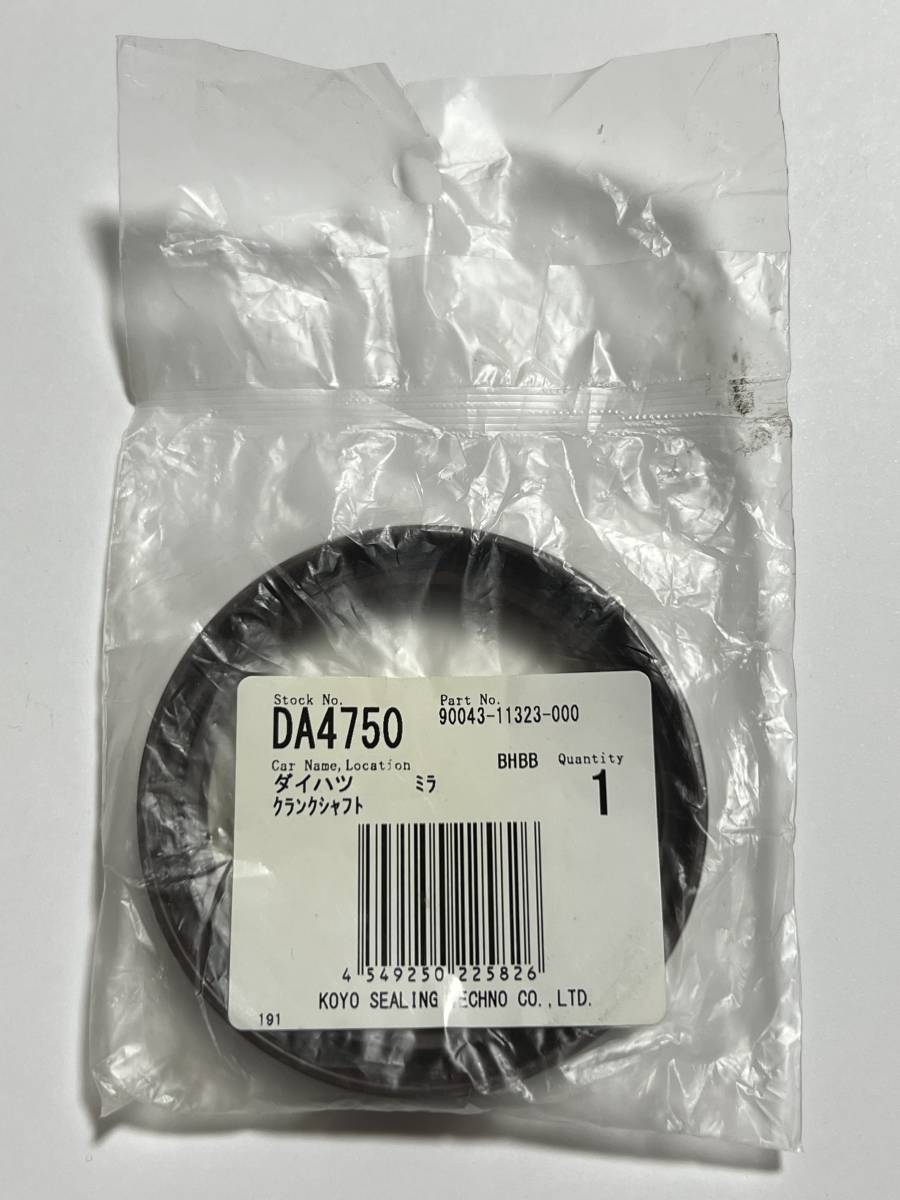 Stock No. Part No.
DA4750 90043-11323-000
Car Name,Location BHBB Quantity
ダイハツ ミラ 1
クランクシャフト
4 549250 225826
KOYO SEALING TECHNO CO.,LTD.
191